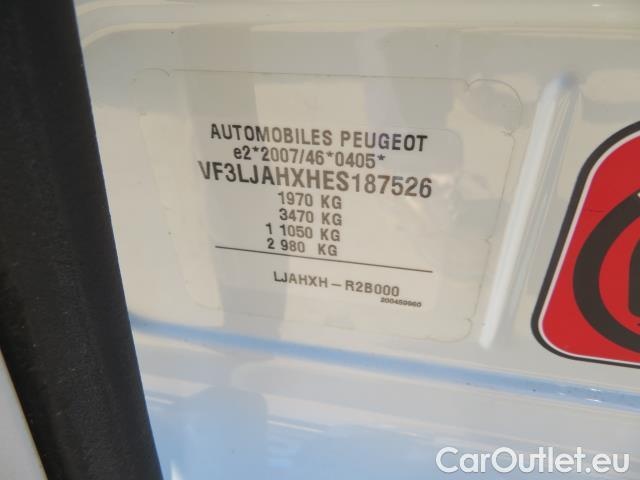 AUTOMOBILES PEUGEOT
e2*2007/46*0405*
VF3LJAHXHES187526
1970 KG
3470 KG
1 1050 KG
2 980 KG
LJAHXH-R2B000
200459960
CarOutlet.eu